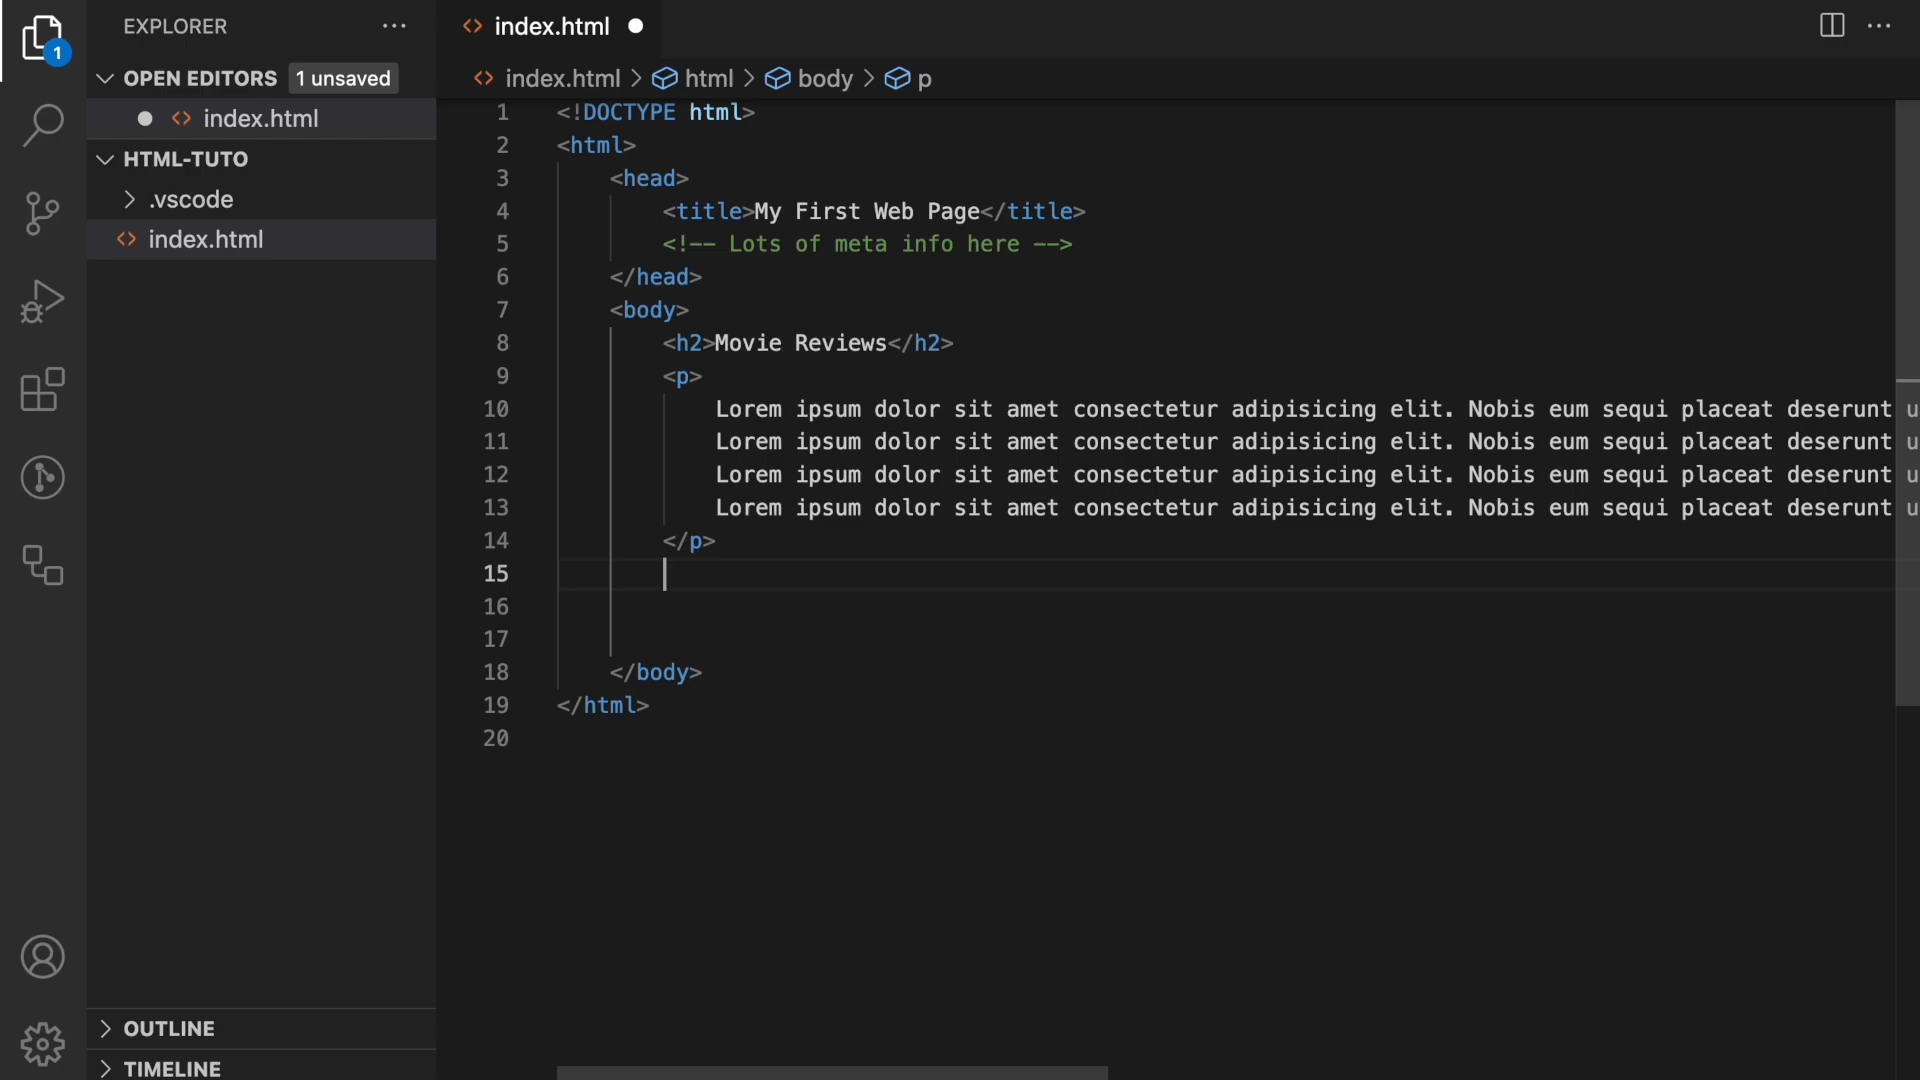 EXPLORER
1
OPEN EDITORS 1 unsaved
index.html
HTML-TUTO
.vscode
index.html
OUTLINE
TIMELINE
index.html
index.html > html > body > p
1 <!DOCTYPE html>
2 <html>
3 <head>
4 <title>My First Web Page</title>
5 <!-- Lots of meta info here -->
6 </head>
7 <body>
8 <h2>Movie Reviews</h2>
9 <p>
10 Lorem ipsum dolor sit amet consectetur adipisicing elit. Nobis eum sequi placeat deserunt u
11 Lorem ipsum dolor sit amet consectetur adipisicing elit. Nobis eum sequi placeat deserunt u
12 Lorem ipsum dolor sit amet consectetur adipisicing elit. Nobis eum sequi placeat deserunt u
13 Lorem ipsum dolor sit amet consectetur adipisicing elit. Nobis eum sequi placeat deserunt u
14 </p>
15
16
17
18 </body>
19 </html>
20